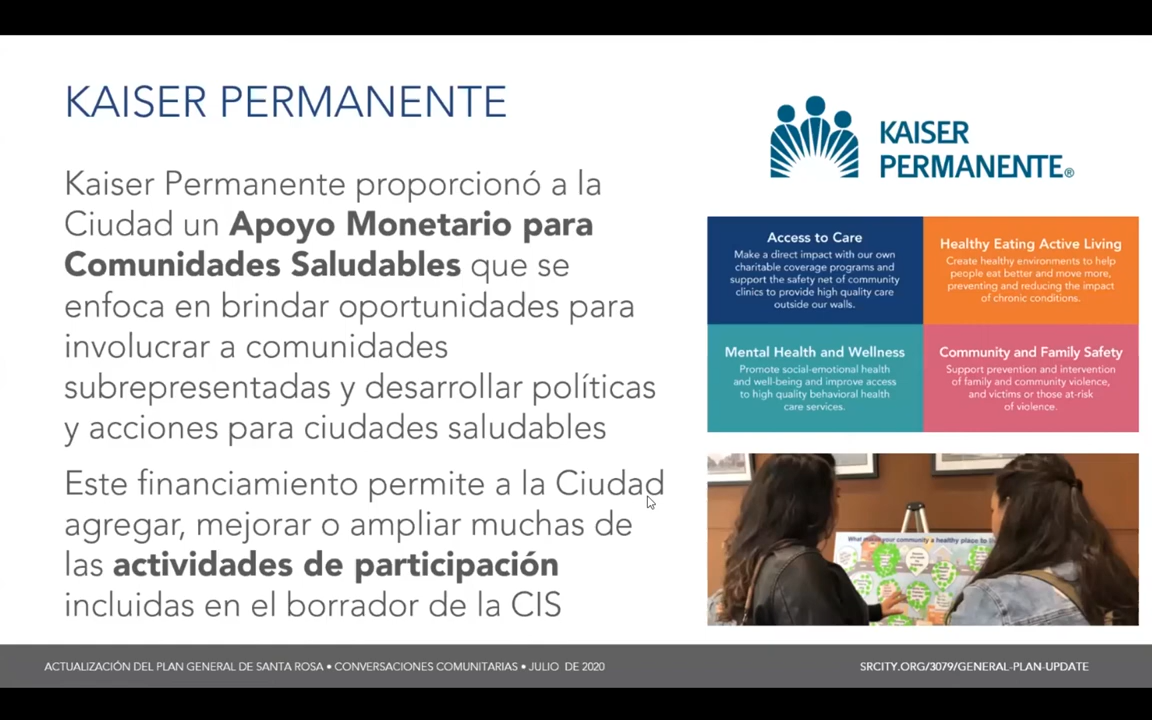 KAISER PERMANENTE
Kaiser Permanente proporcionó a la
Ciudad un Apoyo Monetario para
Comunidades Saludables que se
enfoca en brindar oportunidades para
involucrar a comunidades
subrepresentadas y desarrollar políticas
y acciones para ciudades saludables
Este financiamiento permite a la Ciudad
agregar, mejorar o ampliar muchas de
las actividades de participación
incluidas en el borrador de la CIS
KAISER
PERMANENTE®
Access to Care
Make a direct impact with our own
charitable coverage programs and
support the safety net of community
clinics to provide high quality care
outside our walls.
Healthy Eating Active Living
Create healthy environments to help
people eat better and move more,
preventing and reducing the impact
of chronic conditions.
Mental Health and Wellness
Promote social-emotional health
and well-being and improve access
to high quality behavioral health
care services.
Community and Family Safety
Support prevention and intervention
of family and community violence,
and victims or those at-risk
of violence.
your community a healthy place to
ACTUALIZACIÓN DEL PLAN GENERAL DE SANTA ROSA • CONVERSACIONES COMUNITARIAS • JULIO DE 2020
SRCITY.ORG/3079/GENERAL-PLAN-UPDATE